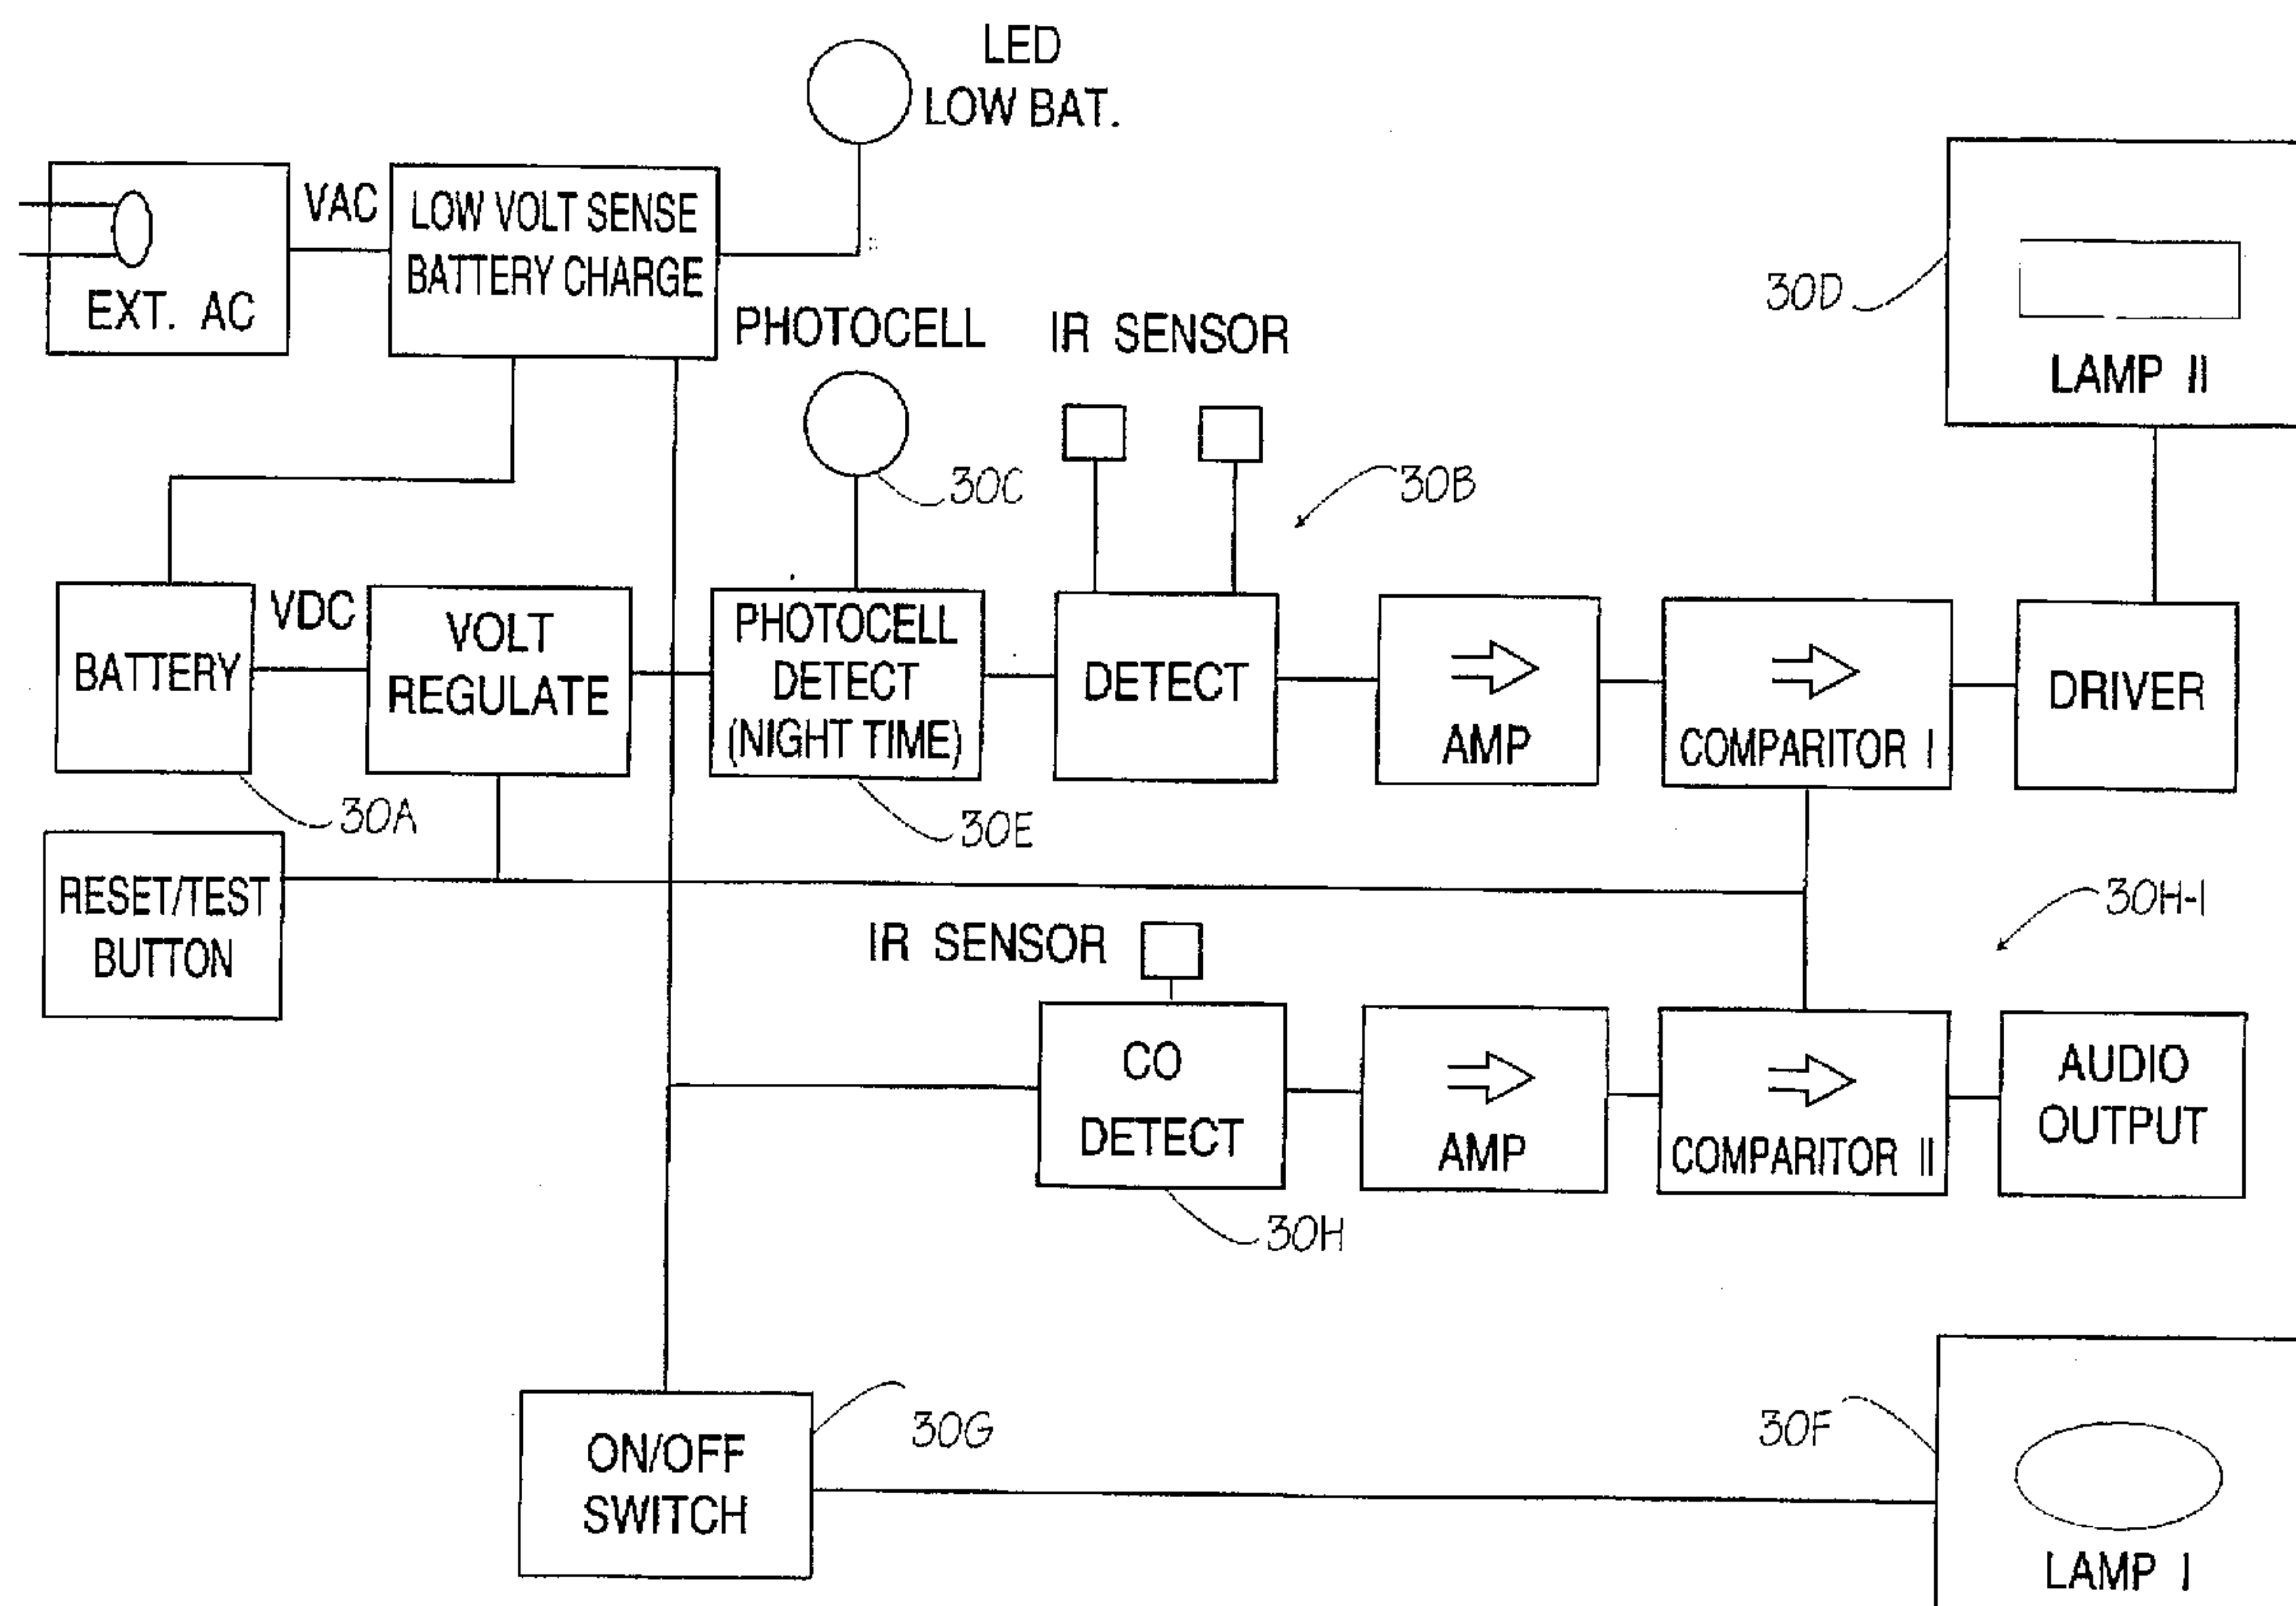 LED
LOW BAT.
VAC
LOW VOLT SENSE
BATTERY CHARGE
EXT. AC
PHOTOCELL
IR SENSOR
30D
LAMP II
30C
30B
BATTERY
VDC
VOLT
REGULATE
PHOTOCELL
DETECT
(NIGHT TIME)
DETECT
AMP
COMPARITOR I
DRIVER
30A
30E
RESET/TEST
BUTTON
30H-1
IR SENSOR
CO
DETECT
AMP
COMPARITOR II
AUDIO
OUTPUT
30H
ON/OFF
SWITCH
30G
30F
LAMP I